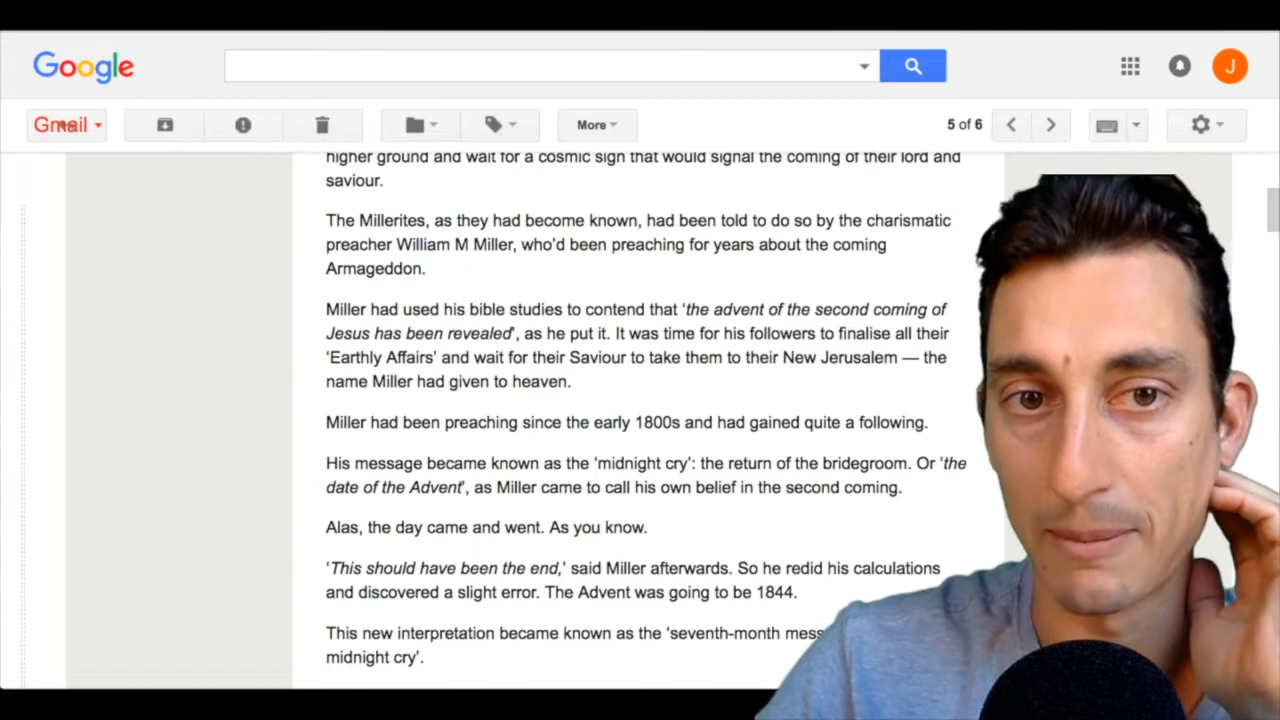 Google
J
Gmail
More
5 of 6
higher ground and wait for a cosmic sign that would signal the coming of their lord and
saviour.
The Millerites, as they had become known, had been told to do so by the charismatic
preacher William M Miller, who'd been preaching for years about the coming
Armageddon.
Miller had used his bible studies to contend that ‘the advent of the second coming of
Jesus has been revealed’, as he put it. It was time for his followers to finalise all their
‘Earthly Affairs’ and wait for their Saviour to take them to their New Jerusalem — the
name Miller had given to heaven.
Miller had been preaching since the early 1800s and had gained quite a following.
His message became known as the ‘midnight cry’: the return of the bridegroom. Or ‘the
date of the Advent’, as Miller came to call his own belief in the second coming.
Alas, the day came and went. As you know.
‘This should have been the end,’ said Miller afterwards. So he redid his calculations
and discovered a slight error. The Advent was going to be 1844.
This new interpretation became known as the ‘seventh-month
midnight cry’.